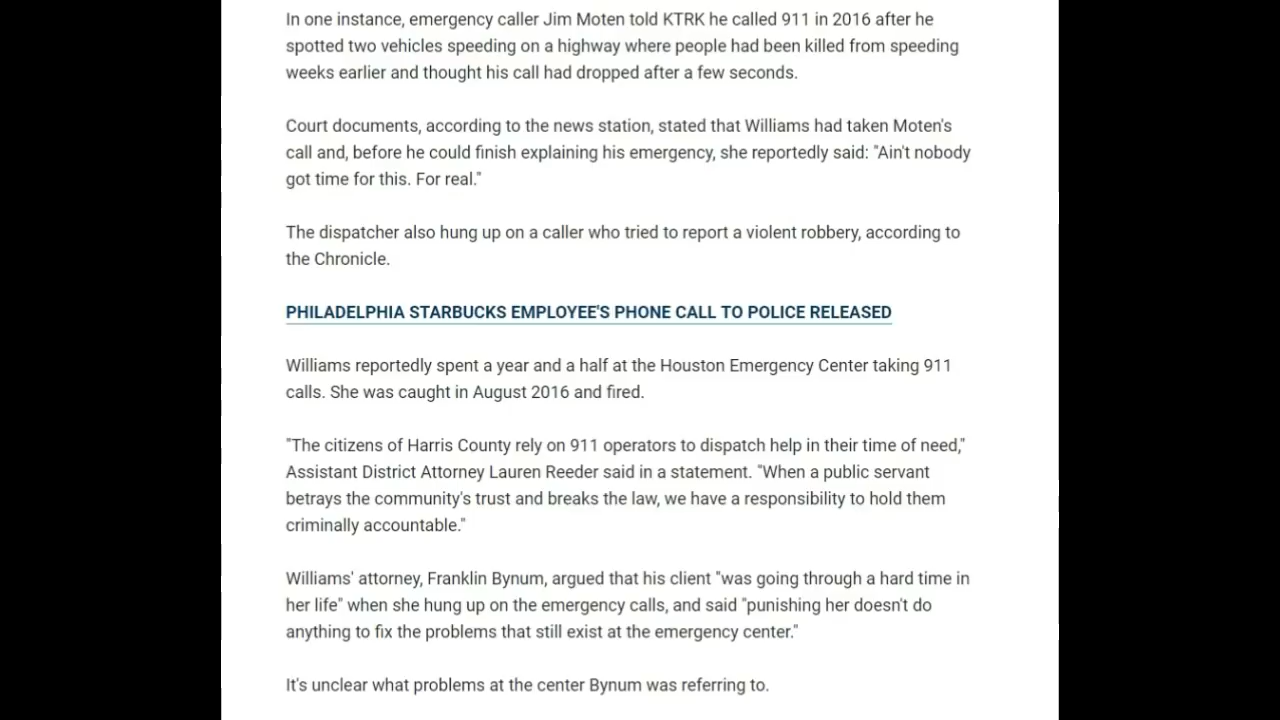 In one instance, emergency caller Jim Moten told KTRK he called 911 in 2016 after he
spotted two vehicles speeding on a highway where people had been killed from speeding
weeks earlier and thought his call had dropped after a few seconds.
Court documents, according to the news station, stated that Williams had taken Moten's
call and, before he could finish explaining his emergency, she reportedly said: "Ain't nobody
got time for this. For real."
The dispatcher also hung up on a caller who tried to report a violent robbery, according to
the Chronicle.
PHILADELPHIA STARBUCKS EMPLOYEE'S PHONE CALL TO POLICE RELEASED
Williams reportedly spent a year and a half at the Houston Emergency Center taking 911
calls. She was caught in August 2016 and fired.
"The citizens of Harris County rely on 911 operators to dispatch help in their time of need,"
Assistant District Attorney Lauren Reeder said in a statement. "When a public servant
betrays the community's trust and breaks the law, we have a responsibility to hold them
criminally accountable."
Williams' attorney, Franklin Bynum, argued that his client "was going through a hard time in
her life" when she hung up on the emergency calls, and said "punishing her doesn't do
anything to fix the problems that still exist at the emergency center."
It's unclear what problems at the center Bynum was referring to.